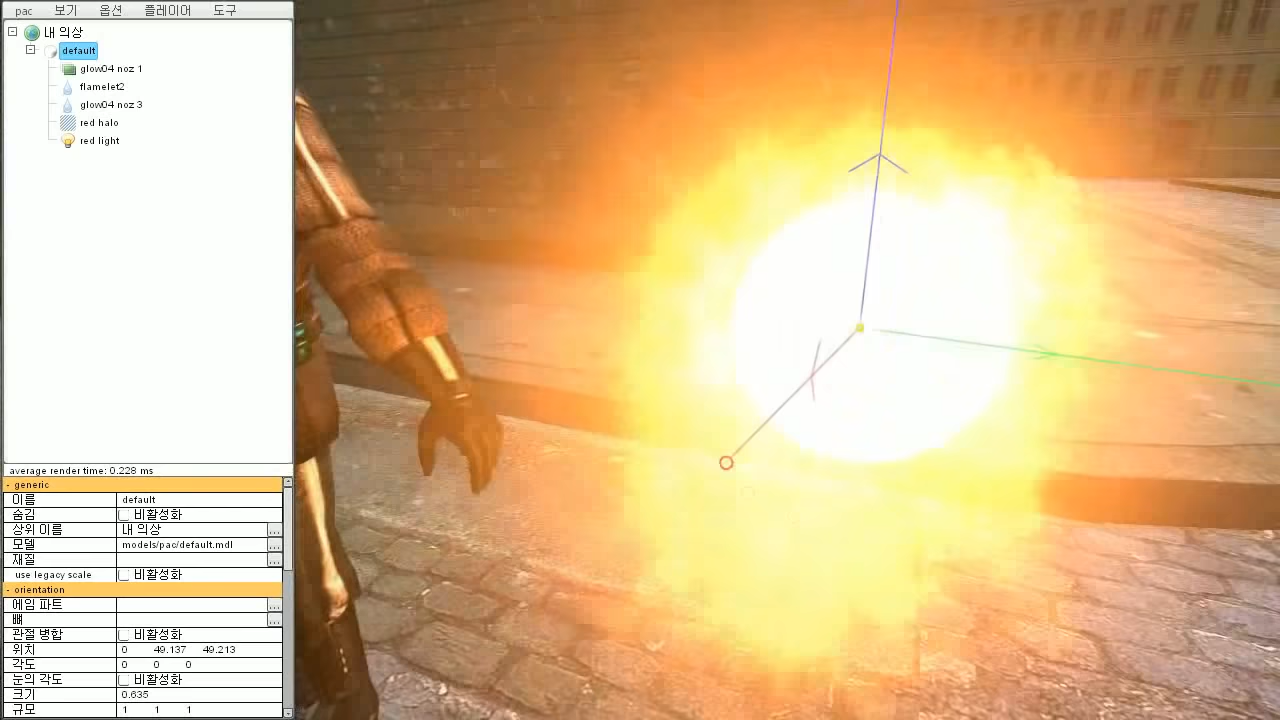 pac 보기 옵션 플레이어 도구
내 의상
default
glow04 noz 1
flamelet2
glow04 noz 3
red halo
red light
average render time: 0.228 ms
- generic
이름 default
숨김 비활성화
상위 이름 내 의상 ...
모델 models/pac/default.mdl ...
재질 ...
use legacy scale 비활성화
- orientation
에임 파트 ...
뼈 ...
관절 병합 비활성화
위치 0 49.137 49.213
각도 0 0 0
눈의 각도 비활성화
크기 0.635
규모 1 1 1